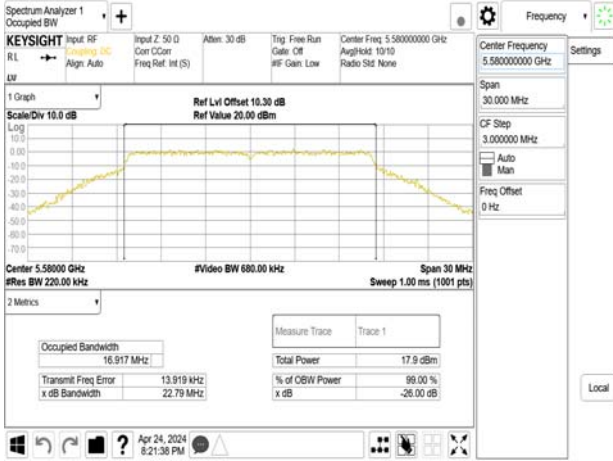 Spectrum Analyzer 1
Occupied BW
Frequency
KEYSIGHT
RL
Input: RF
Coupling: DC
Align: Auto
Input Z: 50 Ω
Corr CCorr
Freq Ref: Int (S)
Atten: 30 dB
Trig: Free Run
Gate: Off
#IF Gain: Low
Center Freq: 5.580000000 GHz
Avg|Hold: 10/10
Radio Std: None
Center Frequency
5.580000000 GHz
Settings
Span
30.000 MHz
CF Step
3.000000 MHz
Auto
Man
Freq Offset
0 Hz
1 Graph
Ref Lvl Offset 10.30 dB
Scale/Div 10.0 dB
Ref Value 20.00 dBm
Log
10.0
0.00
-10.0
-20.0
-30.0
-40.0
-50.0
-60.0
-70.0
Center 5.58000 GHz
#Video BW 680.00 kHz
Span 30 MHz
#Res BW 220.00 kHz
Sweep 1.00 ms (1001 pts)
2 Metrics
Measure Trace
Trace 1
Occupied Bandwidth
16.917 MHz
Total Power
17.9 dBm
Transmit Freq Error
13.919 kHz
% of OBW Power
99.00 %
x dB Bandwidth
22.79 MHz
x dB
-26.00 dB
Local
?
Apr 24, 2024
8:21:38 PM